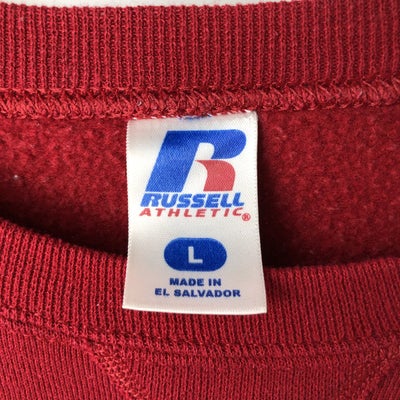 R
RUSSELL
ATHLETIC®
L
MADE IN
EL SALVADOR